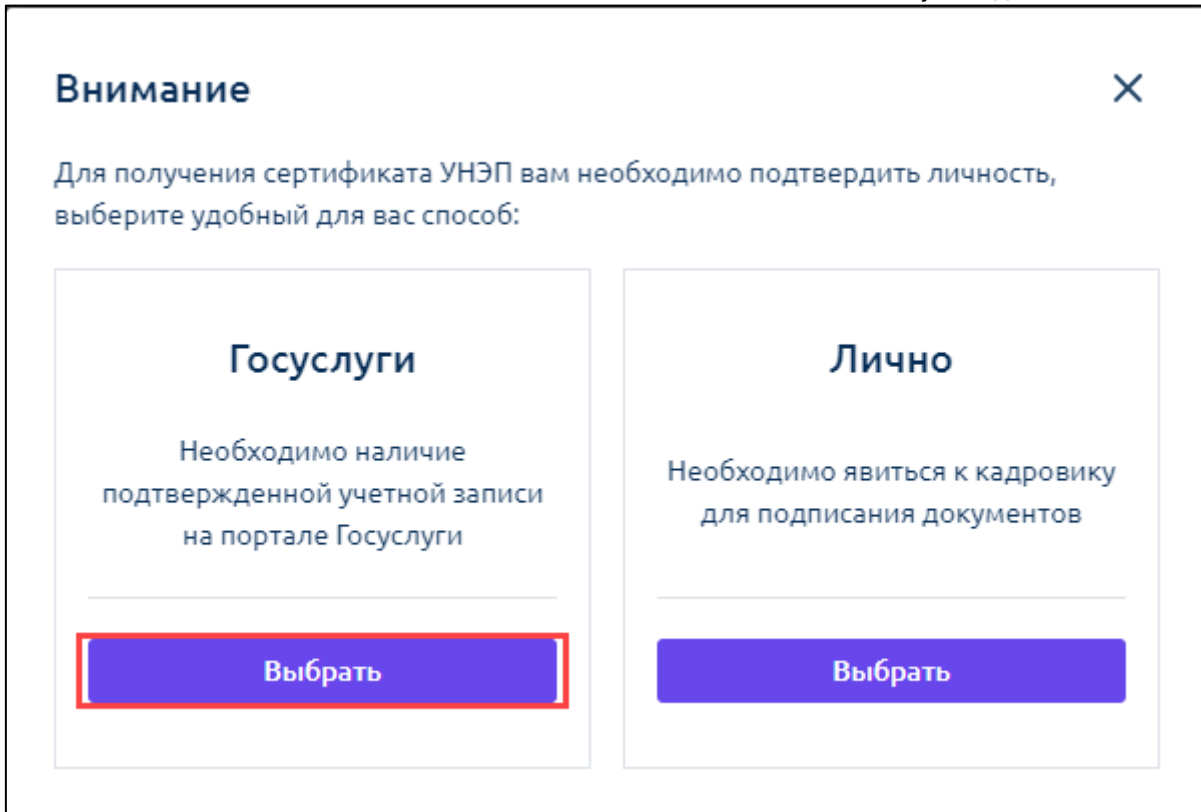 Внимание
Для получения сертификата УНЭП вам необходимо подтвердить личность,
выберите удобный для вас способ:
Госуслуги
Необходимо наличие
подтвержденной учетной записи
на портале Госуслуги
Выбрать
Лично
Необходимо явиться к кадровику
для подписания документов
Выбрать